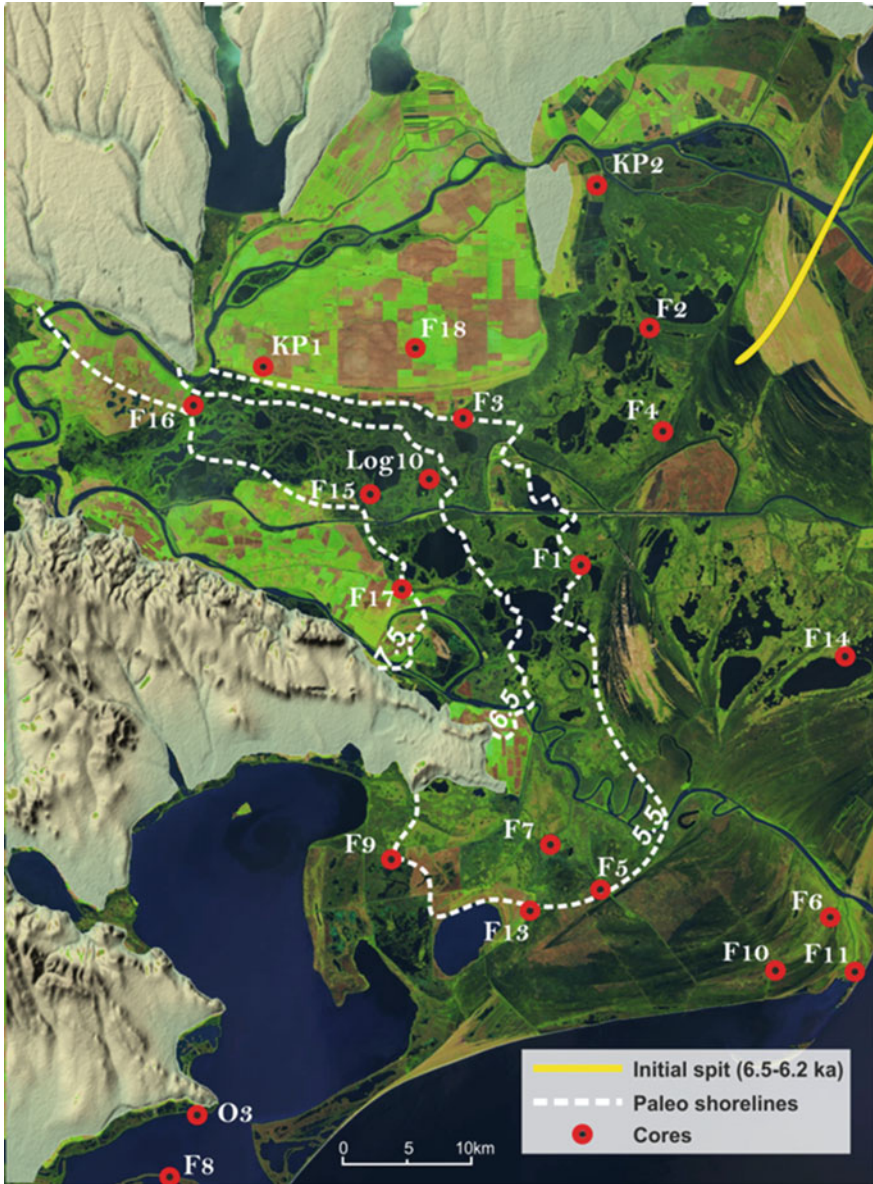 KP2
F2
F18
KP1
F16
F3
F4
Log10
F15
F1
F17
7.5
F14
6.5
5.5
F7
F9
F5
F13
F6
F10
F11
Initial spit (6.5-6.2 ka)
Paleo shorelines
Cores
O3
0 5 10km
F8